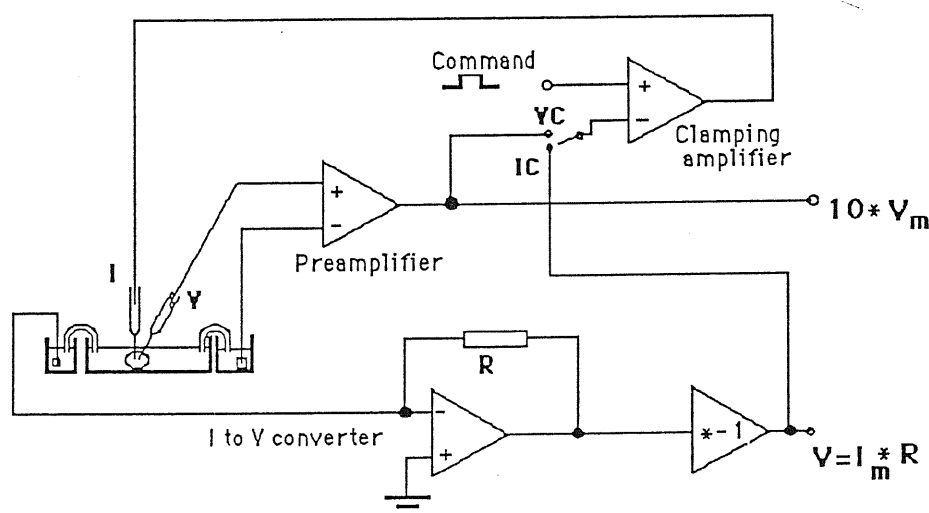 Command
+
-
VC
IC
Clamping
amplifier
+
-
Preamplifier
10* Vm
I
V
R
-
+
I to V converter
*-1
V=Im* R